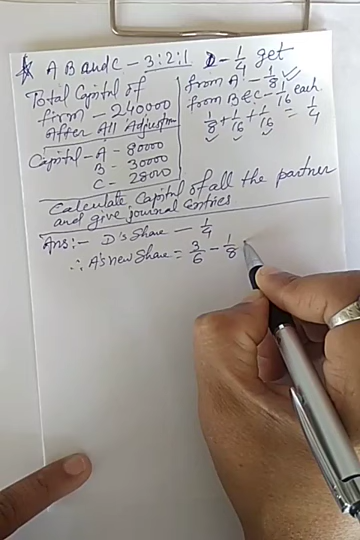 * A B and C - 3:2:1 D - 1/4 get
Total Capital of
firm - 240000
After All Adjustm
from A - 1/8 ✓
from B & C - 1/16 each.
1/8 + 1/16 + 1/16 = 1/4
Capital - A - 80000
B - 30000
C - 28000
Calculate Capital of all the partner
and give journal entries
Ans:- D's Share - 1/4
∴ A's new Share = 3/6 - 1/8